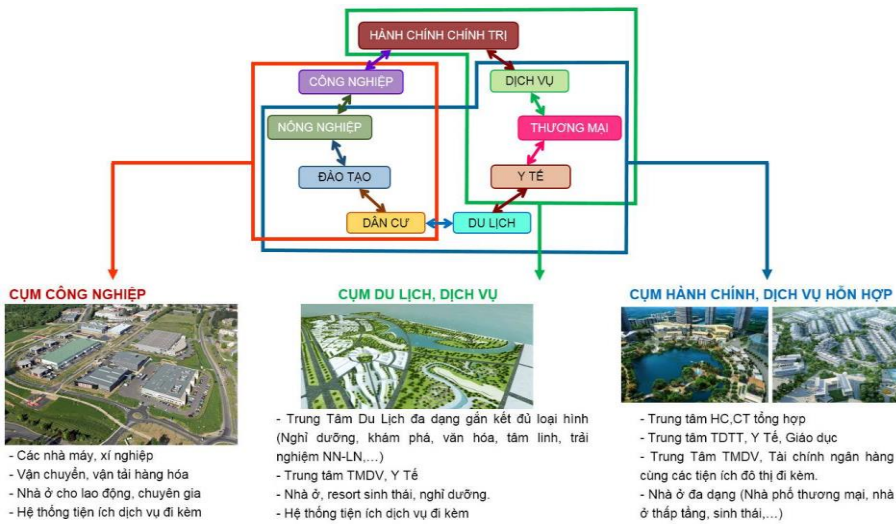 HÀNH CHÍNH CHÍNH TRỊ
CÔNG NGHIỆP
DỊCH VỤ
NÔNG NGHIỆP
THƯƠNG MẠI
ĐÀO TẠO
Y TẾ
DÂN CƯ
DU LỊCH
CỤM CÔNG NGHIỆP
- Các nhà máy, xí nghiệp
- Vận chuyển, vận tải hàng hóa
- Nhà ở cho lao động, chuyên gia
- Hệ thống tiện ích dịch vụ đi kèm
CỤM DU LỊCH, DỊCH VỤ
- Trung Tâm Du Lịch đa dạng gắn kết đủ loại hình
(Nghỉ dưỡng, khám phá, văn hóa, tâm linh, trải
nghiệm NN-LN,...)
- Trung tâm TMDV, Y Tế
- Nhà ở, resort sinh thái, nghỉ dưỡng.
- Hệ thống tiện ích dịch vụ đi kèm
CỤM HÀNH CHÍNH, DỊCH VỤ HỖN HỢP
- Trung tâm HC,CT tổng hợp
- Trung tâm TDTT, Y Tế, Giáo dục
- Trung Tâm TMDV, Tài chính ngân hàng
cùng các tiện ích đô thị đi kèm.
- Nhà ở đa dạng (Nhà phố thương mại, nhà
ở thấp tầng, sinh thái,...)